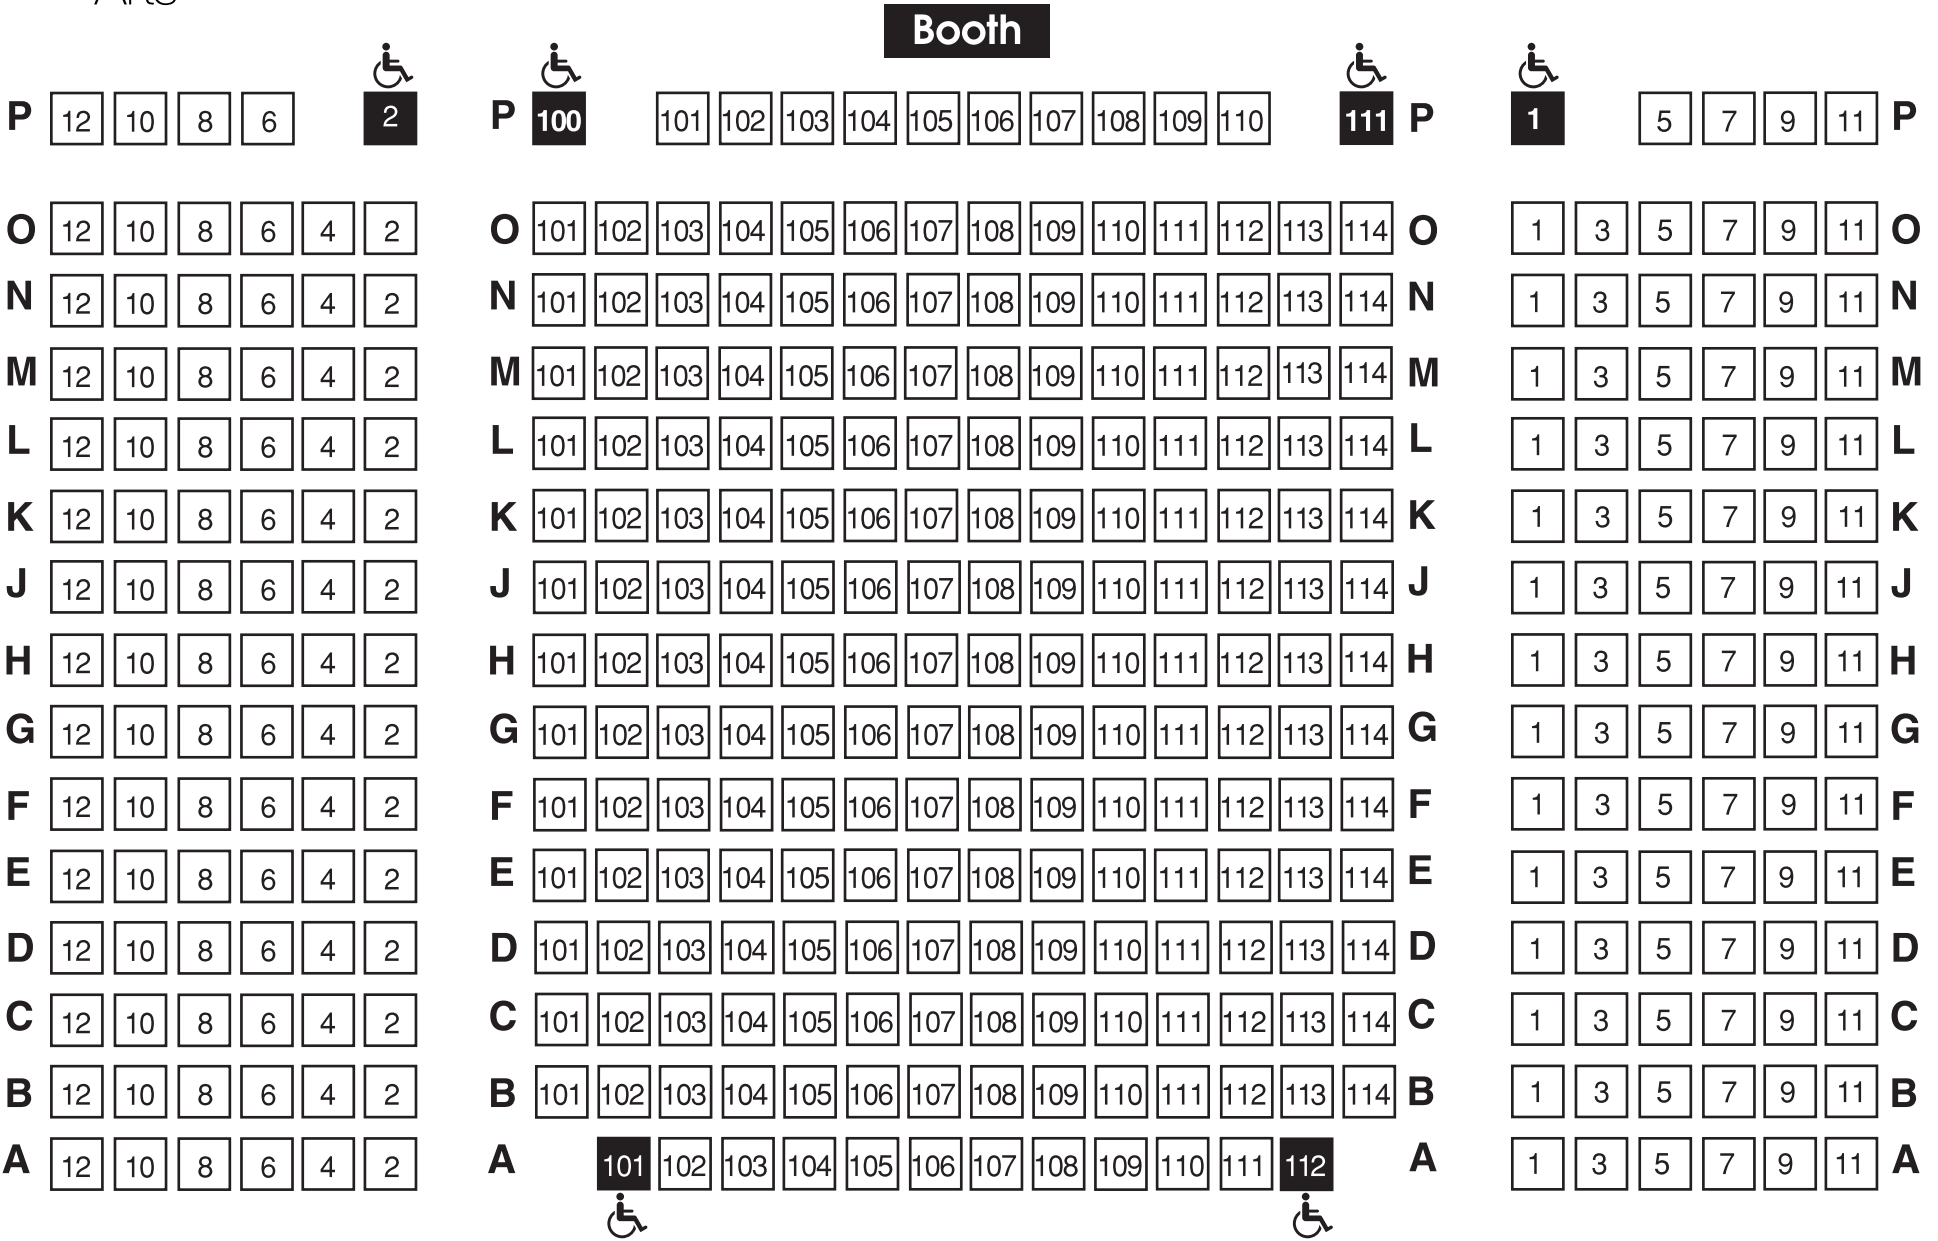 Arts
Booth
P 12 10 8 6 2 P 100 101 102 103 104 105 106 107 108 109 110 111 P 1 5 7 9 11 P
O 12 10 8 6 4 2 O 101 102 103 104 105 106 107 108 109 110 111 112 113 114 O 1 3 5 7 9 11 O
N 12 10 8 6 4 2 N 101 102 103 104 105 106 107 108 109 110 111 112 113 114 N 1 3 5 7 9 11 N
M 12 10 8 6 4 2 M 101 102 103 104 105 106 107 108 109 110 111 112 113 114 M 1 3 5 7 9 11 M
L 12 10 8 6 4 2 L 101 102 103 104 105 106 107 108 109 110 111 112 113 114 L 1 3 5 7 9 11 L
K 12 10 8 6 4 2 K 101 102 103 104 105 106 107 108 109 110 111 112 113 114 K 1 3 5 7 9 11 K
J 12 10 8 6 4 2 J 101 102 103 104 105 106 107 108 109 110 111 112 113 114 J 1 3 5 7 9 11 J
H 12 10 8 6 4 2 H 101 102 103 104 105 106 107 108 109 110 111 112 113 114 H 1 3 5 7 9 11 H
G 12 10 8 6 4 2 G 101 102 103 104 105 106 107 108 109 110 111 112 113 114 G 1 3 5 7 9 11 G
F 12 10 8 6 4 2 F 101 102 103 104 105 106 107 108 109 110 111 112 113 114 F 1 3 5 7 9 11 F
E 12 10 8 6 4 2 E 101 102 103 104 105 106 107 108 109 110 111 112 113 114 E 1 3 5 7 9 11 E
D 12 10 8 6 4 2 D 101 102 103 104 105 106 107 108 109 110 111 112 113 114 D 1 3 5 7 9 11 D
C 12 10 8 6 4 2 C 101 102 103 104 105 106 107 108 109 110 111 112 113 114 C 1 3 5 7 9 11 C
B 12 10 8 6 4 2 B 101 102 103 104 105 106 107 108 109 110 111 112 113 114 B 1 3 5 7 9 11 B
A 12 10 8 6 4 2 A 101 102 103 104 105 106 107 108 109 110 111 112 A 1 3 5 7 9 11 A